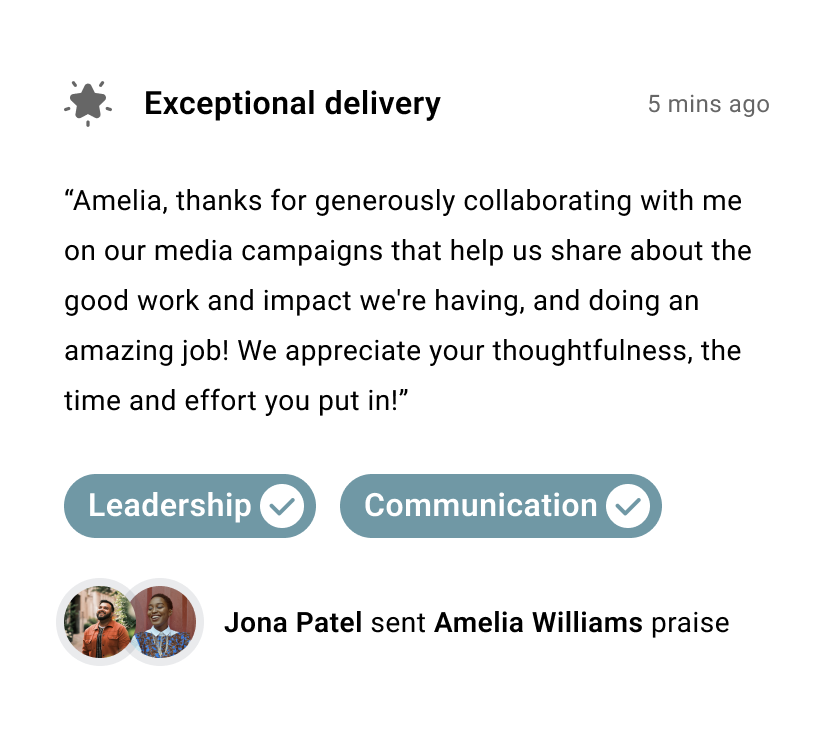 Exceptional delivery
5 mins ago
“Amelia, thanks for generously collaborating with me
on our media campaigns that help us share about the
good work and impact we're having, and doing an
amazing job! We appreciate your thoughtfulness, the
time and effort you put in!”
Leadership
Communication
Jona Patel sent Amelia Williams praise